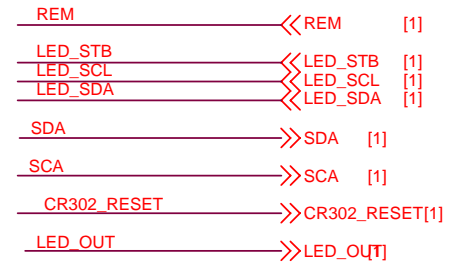 REM REM [1]
LED_STB LED_STB [1]
LED_SCL LED_SCL [1]
LED_SDA LED_SDA [1]
SDA SDA [1]
SCA SCA [1]
CR302_RESET CR302_RESET[1]
LED_OUT LED_OUT[1]